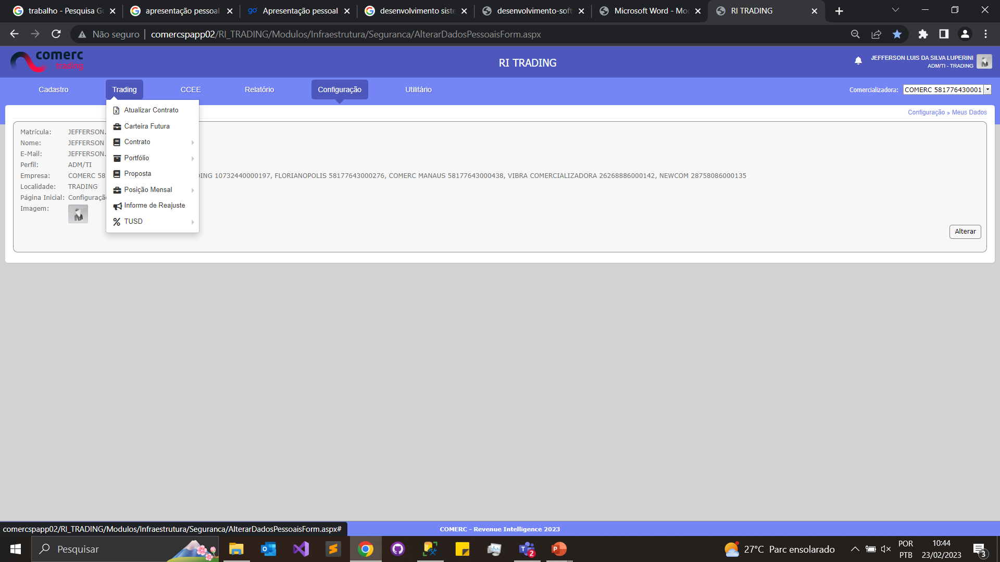 trabalho - Pesquisa G
apresentação pessoal
go Apresentação pessoal
desenvolvimento siste
desenvolvimento-soft
Microsoft Word - Mo
RI TRADING
Não seguro
comercspapp02/RI_TRADING/Modulos/Infraestrutura/Seguranca/AlterarDadosPessoaisForm.aspx
comerc
trading
RI TRADING
JEFFERSON LUIS DA SILVA LUPERINI
ADM/TI - TRADING
Cadastro
Trading
CCEE
Relatório
Configuração
Utilitário
Comercializadora:
COMERC 581776430001
Configuração » Meus Dados
Atualizar Contrato
Carteira Futura
Contrato
Portfólio
Proposta
Posição Mensal
Informe de Reajuste
TUSD
Matrícula: JEFFERSON.
Nome: JEFFERSON
E-Mail: JEFFERSON.
Perfil: ADM/TI
Empresa: COMERC 58 ING 10732440000197, FLORIANOPOLIS 58177643000276, COMERC MANAUS 58177643000438, VIBRA COMERCIALIZADORA 26268886000142, NEWCOM 28758086000135
Localidade: TRADING
Página Inicial: Configuraçã
Imagem:
Alterar
comercspapp02/RI_TRADING/Modulos/Infraestrutura/Seguranca/AlterarDadosPessoaisForm.aspx#
COMERC - Revenue Intelligence 2023
Pesquisar
2
27°C Parc ensolarado
POR
PTB
10:44
23/02/2023
3